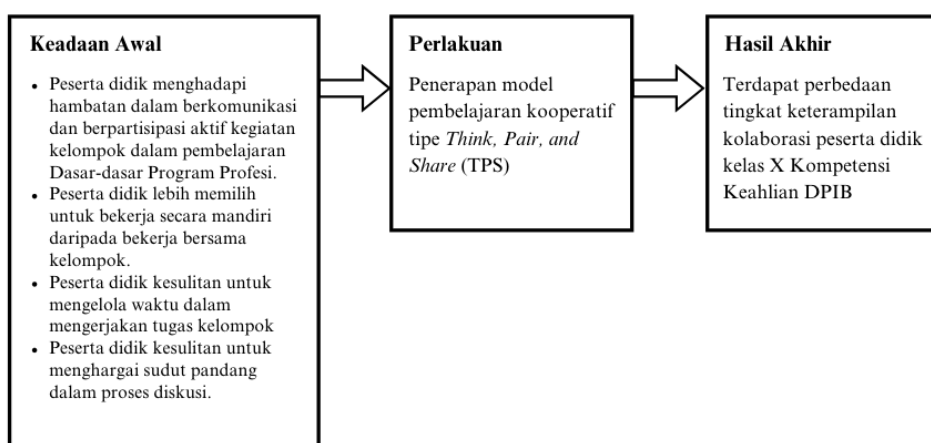 Keadaan Awal
• Peserta didik menghadapi
hambatan dalam berkomunikasi
dan berpartisipasi aktif kegiatan
kelompok dalam pembelajaran
Dasar-dasar Program Profesi.
• Peserta didik lebih memilih
untuk bekerja secara mandiri
daripada bekerja bersama
kelompok.
• Peserta didik kesulitan untuk
mengelola waktu dalam
mengerjakan tugas kelompok
• Peserta didik kesulitan untuk
menghargai sudut pandang
dalam proses diskusi.
Perlakuan
Penerapan model
pembelajaran kooperatif
tipe Think, Pair, and
Share (TPS)
Hasil Akhir
Terdapat perbedaan
tingkat keterampilan
kolaborasi peserta didik
kelas X Kompetensi
Keahlian DPIB